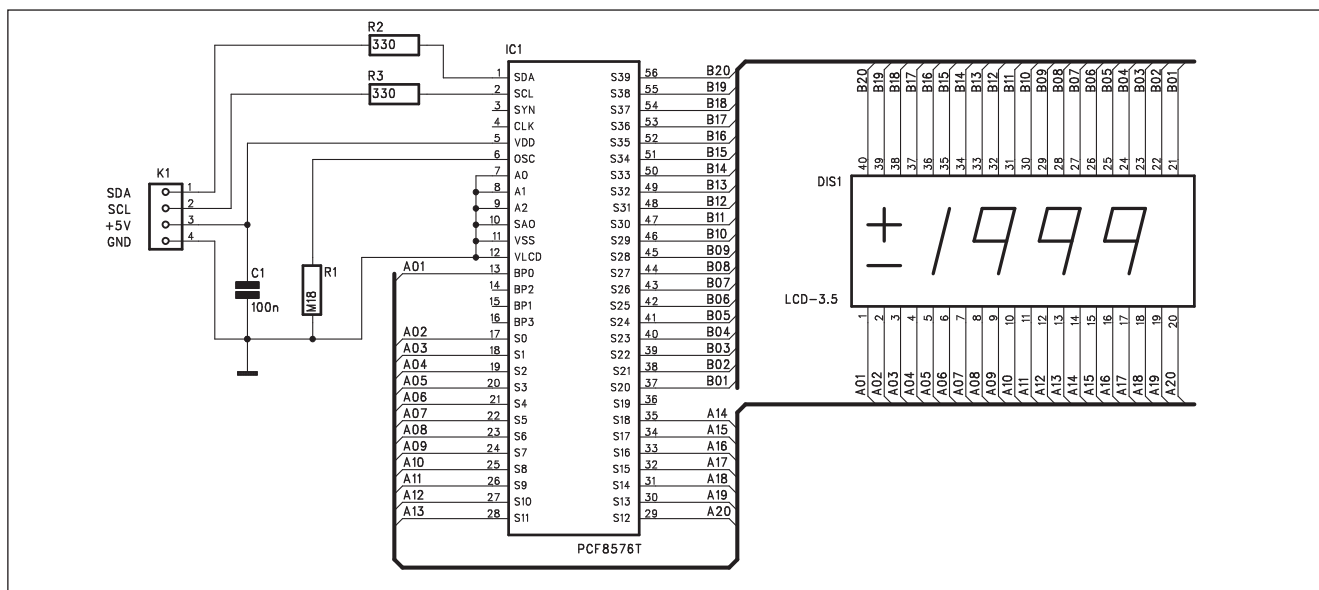 R2
330
R3
330
K1
SDA 1
SCL 2
+5V 3
GND 4
C1
100n
R1
M18
IC1
1 SDA
2 SCL
3 SYN
4 CLK
5 VDD
6 OSC
7 A0
8 A1
9 A2
10 SAO
11 VSS
12 VLCD
A01 13 BP0
14 BP2
15 BP1
16 BP3
A02 17 S0
A03 18 S1
A04 19 S2
A05 20 S3
A06 21 S4
A07 22 S5
A08 23 S6
A09 24 S7
A10 25 S8
A11 26 S9
A12 27 S10
A13 28 S11
S39 56 B20
S38 55 B19
S37 54 B18
S36 53 B17
S35 52 B16
S34 51 B15
S33 50 B14
S32 49 B13
S31 48 B12
S30 47 B11
S29 46 B10
S28 45 B09
S27 44 B08
S26 43 B07
S25 42 B06
S24 41 B05
S23 40 B04
S22 39 B03
S21 38 B02
S20 37 B01
S19 36
S18 35 A14
S17 34 A15
S16 33 A16
S15 32 A17
S14 31 A18
S13 30 A19
S12 29 A20
PCF8576T
B20 B19 B18 B17 B16 B15 B14 B13 B12 B11 B10 B09 B08 B07 B06 B05 B04 B03 B02 B01
40 39 38 37 36 35 34 33 32 31 30 29 28 27 26 25 24 23 22 21
DIS1
± 1999
LCD-3.5
1 2 3 4 5 6 7 8 9 10 11 12 13 14 15 16 17 18 19 20
A01 A02 A03 A04 A05 A06 A07 A08 A09 A10 A11 A12 A13 A14 A15 A16 A17 A18 A19 A20